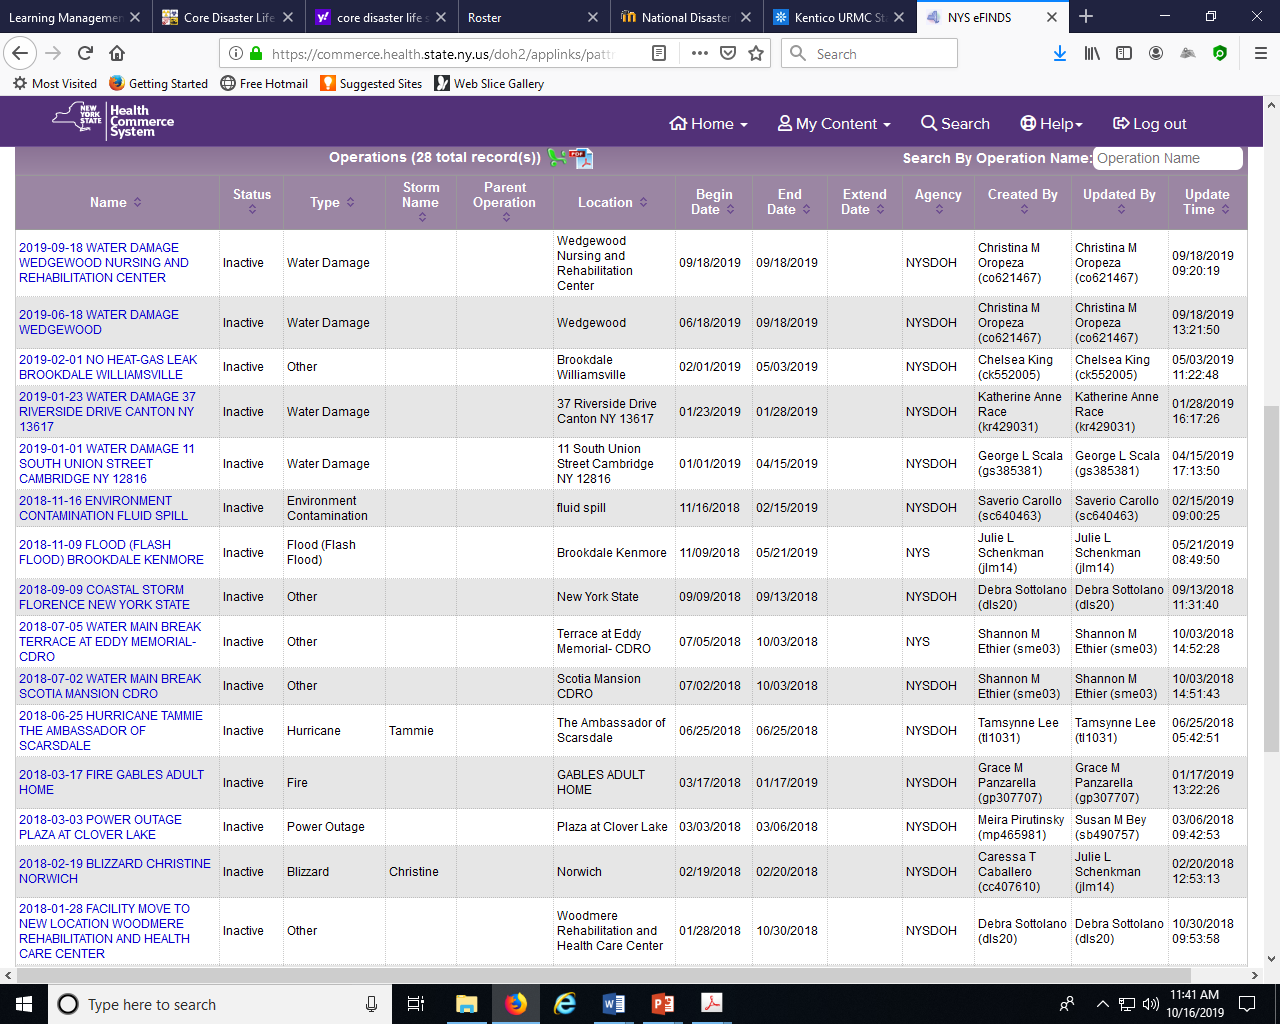 Learning Management
Core Disaster Life
core disaster life s
Roster
National Disaster
Kentico URMC Sta
NYS eFINDS
https://commerce.health.state.ny.us/doh2/applinks/patt
Search
Most Visited
Getting Started
Free Hotmail
Suggested Sites
Web Slice Gallery
NEW YORK STATE
Health Commerce System
Home
My Content
Search
Help
Log out
Operations (28 total record(s))
Search By Operation Name:
Operation Name
Name
Status
Type
Storm Name
Parent Operation
Location
Begin Date
End Date
Extend Date
Agency
Created By
Updated By
Update Time
2019-09-18 WATER DAMAGE WEDGEWOOD NURSING AND REHABILITATION CENTER Inactive Water Damage Wedgewood Nursing and Rehabilitation Center 09/18/2019 09/18/2019 NYSDOH Christina M Oropeza (co621467) Christina M Oropeza (co621467) 09/18/2019 09:20:19
2019-06-18 WATER DAMAGE WEDGEWOOD Inactive Water Damage Wedgewood 06/18/2019 09/18/2019 NYSDOH Christina M Oropeza (co621467) Christina M Oropeza (co621467) 09/18/2019 13:21:50
2019-02-01 NO HEAT-GAS LEAK BROOKDALE WILLIAMSVILLE Inactive Other Brookdale Williamsville 02/01/2019 05/03/2019 NYSDOH Chelsea King (ck552005) Chelsea King (ck552005) 05/03/2019 11:22:48
2019-01-23 WATER DAMAGE 37 RIVERSIDE DRIVE CANTON NY 13617 Inactive Water Damage 37 Riverside Drive Canton NY 13617 01/23/2019 01/28/2019 NYSDOH Katherine Anne Race (kr429031) Katherine Anne Race (kr429031) 01/28/2019 16:17:26
2019-01-01 WATER DAMAGE 11 SOUTH UNION STREET CAMBRIDGE NY 12816 Inactive Water Damage 11 South Union Street Cambridge NY 12816 01/01/2019 04/15/2019 NYSDOH George L Scala (gs385381) George L Scala (gs385381) 04/15/2019 17:13:50
2018-11-16 ENVIRONMENT CONTAMINATION FLUID SPILL Inactive Environment Contamination fluid spill 11/16/2018 02/15/2019 NYSDOH Saverio Carollo (sc640463) Saverio Carollo (sc640463) 02/15/2019 09:00:25
2018-11-09 FLOOD (FLASH FLOOD) BROOKDALE KENMORE Inactive Flood (Flash Flood) Brookdale Kenmore 11/09/2018 05/21/2019 NYS Julie L Schenkman (jlm14) Julie L Schenkman (jlm14) 05/21/2019 08:49:50
2018-09-09 COASTAL STORM FLORENCE NEW YORK STATE Inactive Other New York State 09/09/2018 09/13/2018 NYSDOH Debra Sottolano (dls20) Debra Sottolano (dls20) 09/13/2018 11:31:40
2018-07-05 WATER MAIN BREAK TERRACE AT EDDY MEMORIAL- CDRO Inactive Other Terrace at Eddy Memorial- CDRO 07/05/2018 10/03/2018 NYS Shannon M Ethier (sme03) Shannon M Ethier (sme03) 10/03/2018 14:52:28
2018-07-02 WATER MAIN BREAK SCOTIA MANSION CDRO Inactive Other Scotia Mansion CDRO 07/02/2018 10/03/2018 NYSDOH Shannon M Ethier (sme03) Shannon M Ethier (sme03) 10/03/2018 14:51:43
2018-06-25 HURRICANE TAMMIE THE AMBASSADOR OF SCARSDALE Inactive Hurricane Tammie The Ambassador of Scarsdale 06/25/2018 06/25/2018 NYSDOH Tamsynne Lee (tl1031) Tamsynne Lee (tl1031) 06/25/2018 05:42:51
2018-03-17 FIRE GABLES ADULT HOME Inactive Fire GABLES ADULT HOME 03/17/2018 01/17/2019 NYSDOH Grace M Panzarella (gp307707) Grace M Panzarella (gp307707) 01/17/2019 13:22:26
2018-03-03 POWER OUTAGE PLAZA AT CLOVER LAKE Inactive Power Outage Plaza at Clover Lake 03/03/2018 03/06/2018 NYSDOH Meira Pirutinsky (mp465981) Susan M Bey (sb490757) 03/06/2018 09:42:53
2018-02-19 BLIZZARD CHRISTINE NORWICH Inactive Blizzard Christine Norwich 02/19/2018 02/20/2018 NYSDOH Caressa T Caballero (cc407610) Julie L Schenkman (jlm14) 02/20/2018 12:53:13
2018-01-28 FACILITY MOVE TO NEW LOCATION WOODMERE REHABILITATION AND HEALTH CARE CENTER Inactive Other Woodmere Rehabilitation and Health Care Center 01/28/2018 10/30/2018 NYSDOH Debra Sottolano (dls20) Debra Sottolano (dls20) 10/30/2018 09:53:58
Type here to search
11:41 AM
10/16/2019